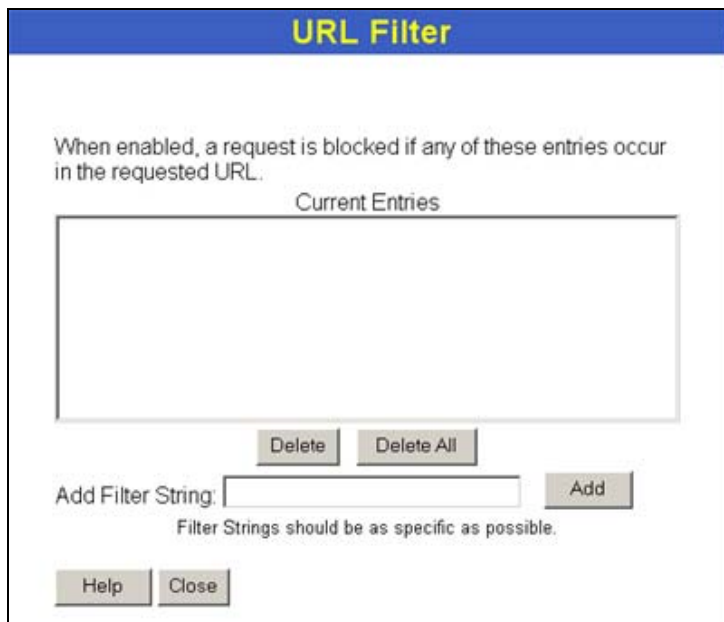 URL Filter
When enabled, a request is blocked if any of these entries occur
in the requested URL.
Current Entries
Delete Delete All
Add Filter String: Add
Filter Strings should be as specific as possible.
Help Close